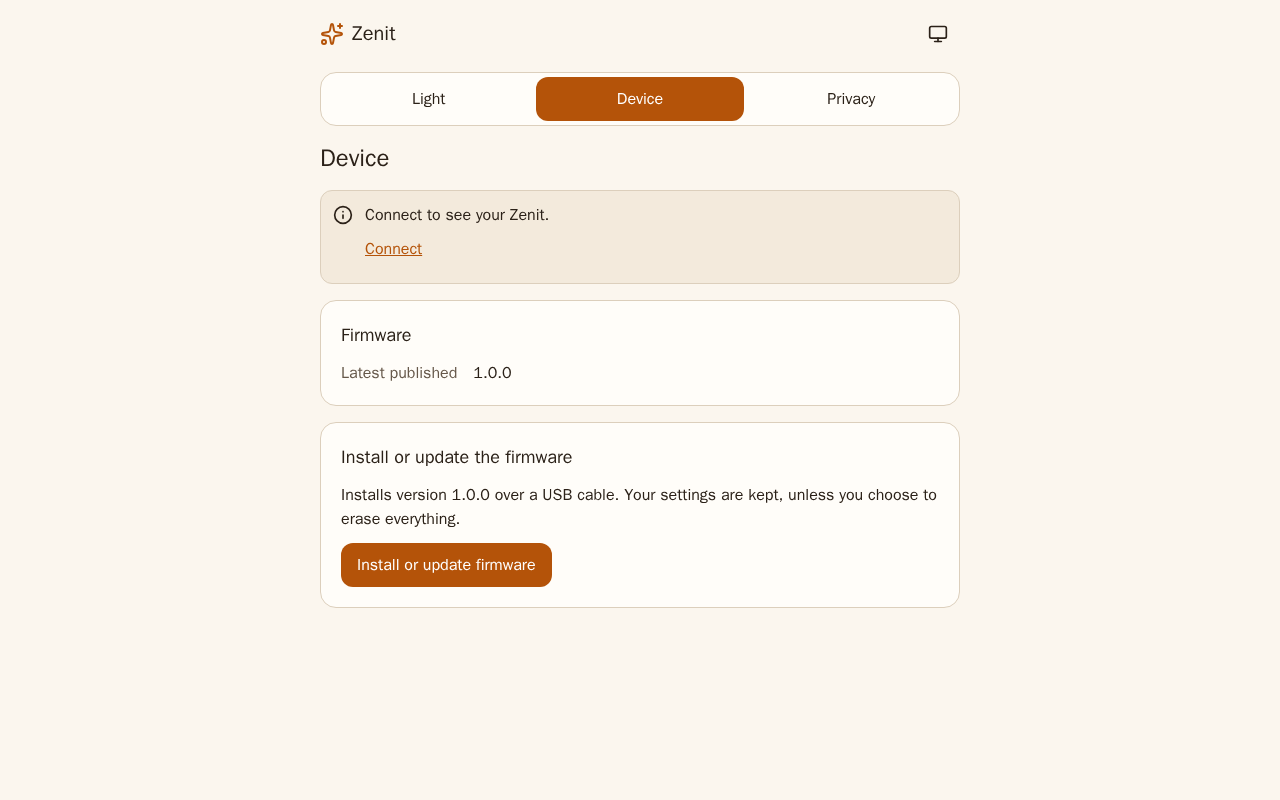 Zenit
Light
Device
Privacy
Device
Connect to see your Zenit.
Connect
Firmware
Latest published 1.0.0
Install or update the firmware
Installs version 1.0.0 over a USB cable. Your settings are kept, unless you choose to
erase everything.
Install or update firmware